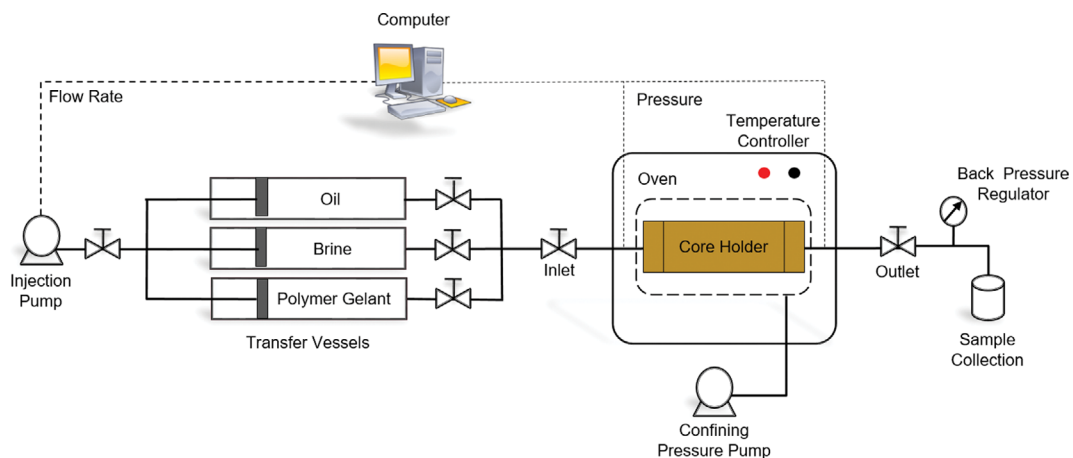 Computer
Flow Rate
Pressure
Temperature
Controller
Oven
Back Pressure
Regulator
Oil
Brine
Polymer Gelant
Core Holder
Injection
Pump
Inlet
Outlet
Transfer Vessels
Sample
Collection
Confining
Pressure Pump